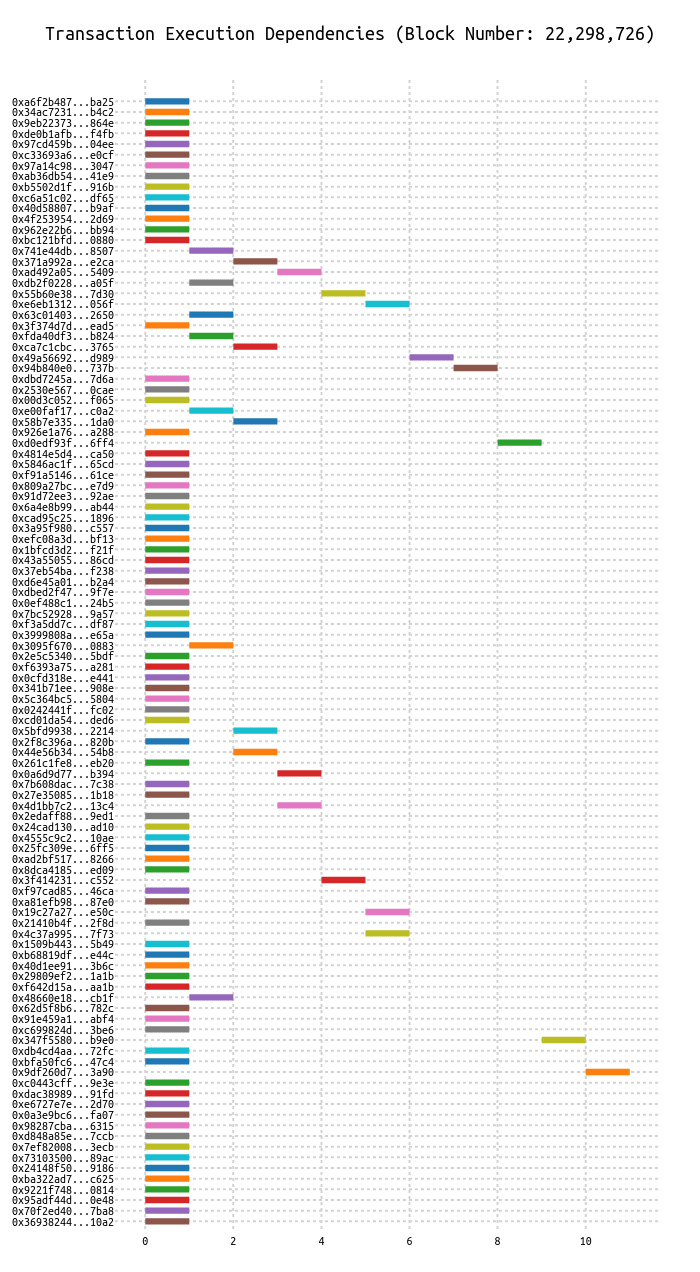 Transaction Execution Dependencies (Block Number: 22,298,726)
0xa6f2b487...ba25
0x34ac7231...b4c2
0x9eb22373...864e
0xde0b1afb...f4fb
0x97cd459b...04ee
0xc33693a6...e0cf
0x97a14c98...3047
0xab36db54...41e9
0xb5502d1f...916b
0xc6a51c02...df65
0x40d58807...b9af
0x4f253954...2d69
0x962e22b6...bb94
0xbc121bfd...0880
0x741e44db...8507
0x371a992a...e2ca
0xad492a05...5409
0xdb2f0228...a05f
0x55b60e38...7d30
0xe6eb1312...056f
0x63c01403...2650
0x3f374d7d...ead5
0xfda40df3...b824
0xca7c1cbc...3765
0x49a56692...d989
0x94b840e0...737b
0xdbd7245a...7d6a
0x2530e567...0cae
0x00d3c052...f065
0xe00faf17...c0a2
0x58b7e335...1da0
0x926e1a76...a288
0xd0edf93f...6ff4
0x4814e5d4...ca50
0x5846ac1f...65cd
0xf91a5146...61ce
0x809a27bc...e7d9
0x91d72ee3...92ae
0x6a4e8b99...ab44
0xcad95c25...1896
0x3a95f980...c557
0xefc08a3d...bf13
0x1bfcd3d2...f21f
0x43a55055...86cd
0x37eb54ba...f238
0xd6e45a01...b2a4
0xdbed2f47...9f7e
0x0ef488c1...24b5
0x7bc52928...9a57
0xf3a5dd7c...df87
0x3999808a...e65a
0x3095f670...0883
0x2e5c5340...5bdf
0xf6393a75...a281
0x0cfd318e...e441
0x341b71ee...908e
0x5c364bc5...5804
0x0242441f...fc02
0xcd01da54...ded6
0x5bfd9938...2214
0x2f8c396a...820b
0x44e56b34...54b8
0x261c1fe8...eb20
0x0a6d9d77...b394
0x7b608dac...7c38
0x27e35085...1b18
0x4d1bb7c2...13c4
0x2edaff88...9ed1
0x24cad130...ad10
0x4555c9c2...10ae
0x25fc309e...6ff5
0xad2bf517...8266
0x8dca4185...ed09
0x3f414231...c552
0xf97cad85...46ca
0xa81efb98...87e0
0x19c27a27...e50c
0x21410b4f...2f8d
0x4c37a995...7f73
0x1509b443...5b49
0xb68819df...e44c
0x40d1ee91...3b6c
0x29809ef2...1a1b
0xf642d15a...aa1b
0x48660e18...cb1f
0x62d5f8b6...782c
0x91e459a1...abf4
0xc699824d...3be6
0x347f5580...b9e0
0xdb4cd4aa...72fc
0xbfa50fc6...47c4
0x9df260d7...3a90
0xc0443cff...9e3e
0xdac38989...91fd
0xe6727e7e...2d70
0x0a3e9bc6...fa07
0x98287cba...6315
0xd848a85e...7ccb
0x7ef82008...3ecb
0x73103500...89ac
0x24148f50...9186
0xba322ad7...c625
0x9221f748...0814
0x95adf44d...0e48
0x70f2ed40...7ba8
0x36938244...10a2
0 2 4 6 8 10